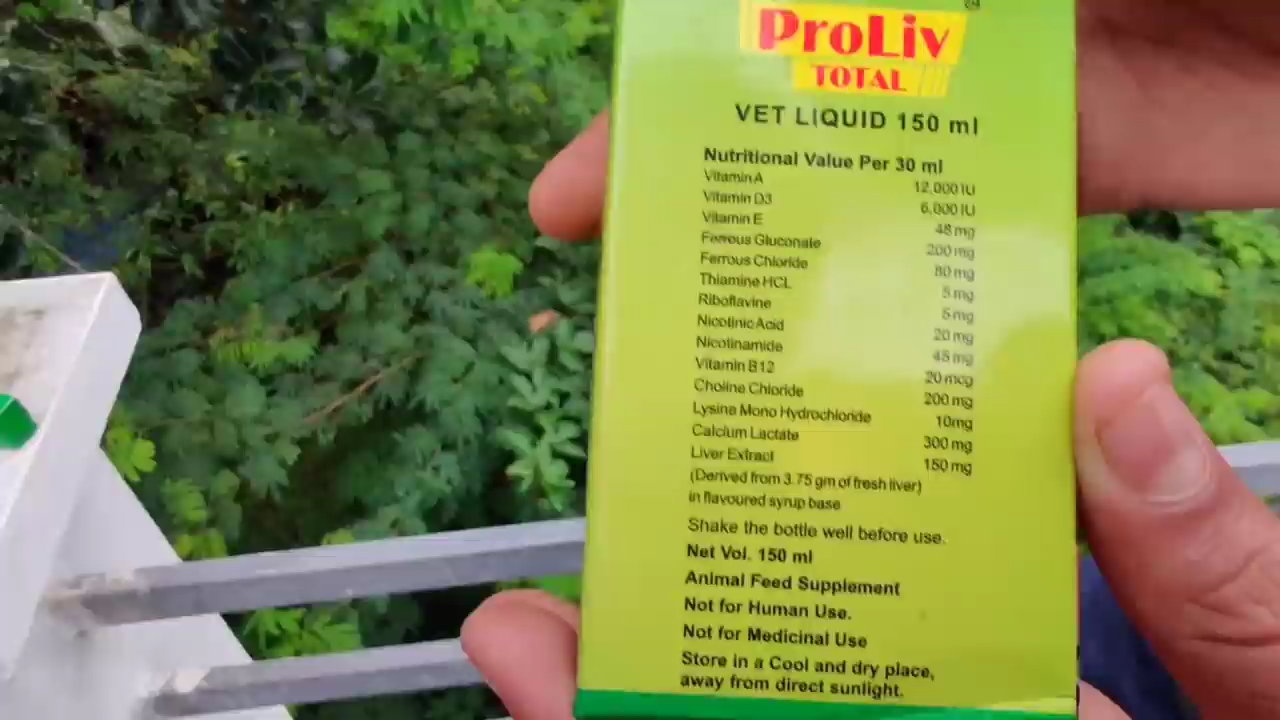 ProLiv
TOTAL
VET LIQUID 150 ml
Nutritional Value Per 30 ml
Vitamin A 12,000 IU
Vitamin D3 6,000 IU
Vitamin E 48 mg
Ferrous Gluconate 200 mg
Ferrous Chloride 80 mg
Thiamine HCL 5 mg
Riboflavine 5 mg
Nicotinic Acid 20 mg
Nicotinamide 45 mg
Vitamin B12 20 mcg
Choline Chloride 200 mg
Lysine Mono Hydrochloride 10mg
Calcium Lactate 300 mg
Liver Extract 150 mg
(Derived from 3.75 gm of fresh liver)
in flavoured syrup base
Shake the bottle well before use.
Net Vol. 150 ml
Animal Feed Supplement
Not for Human Use.
Not for Medicinal Use
Store in a Cool and dry place,
away from direct sunlight.